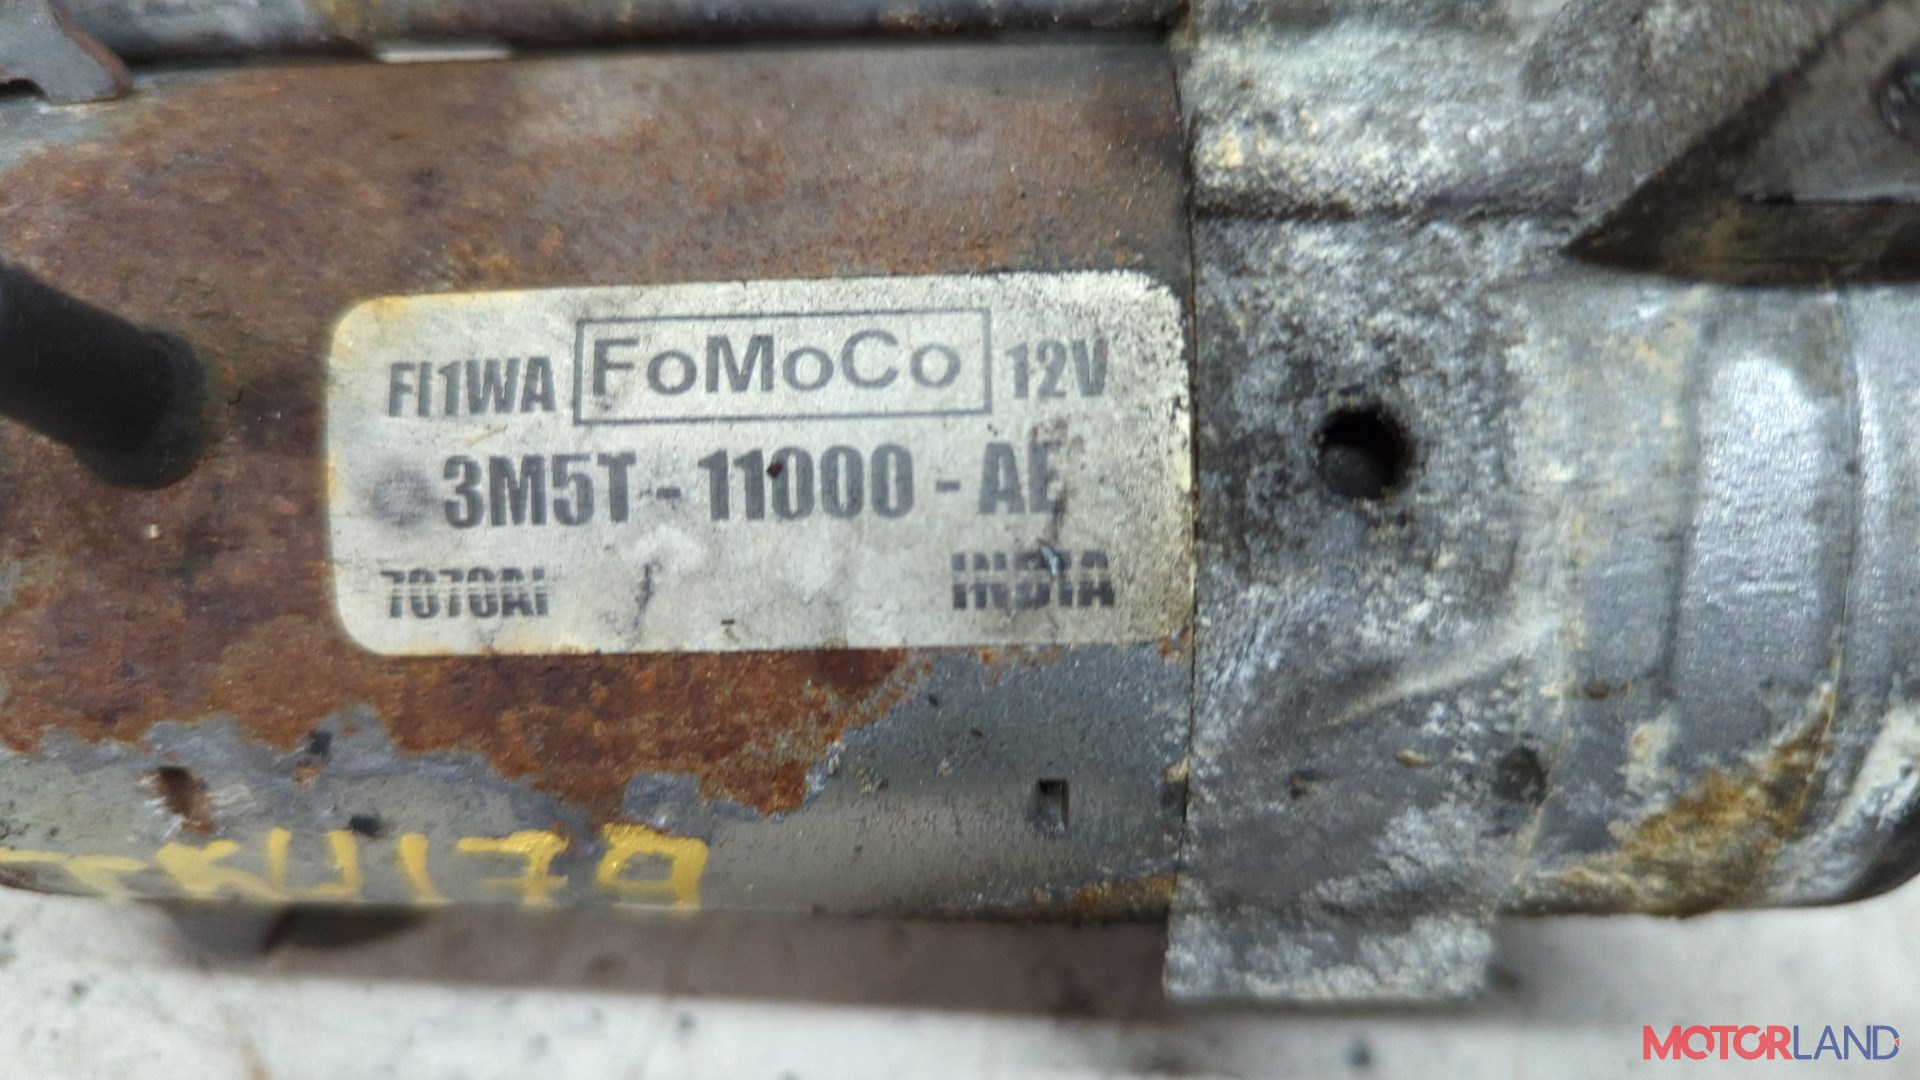 FI1WA FoMoCo 12V
3M5T - 11000 - AE
7070AI INDIA
MOTORLAND